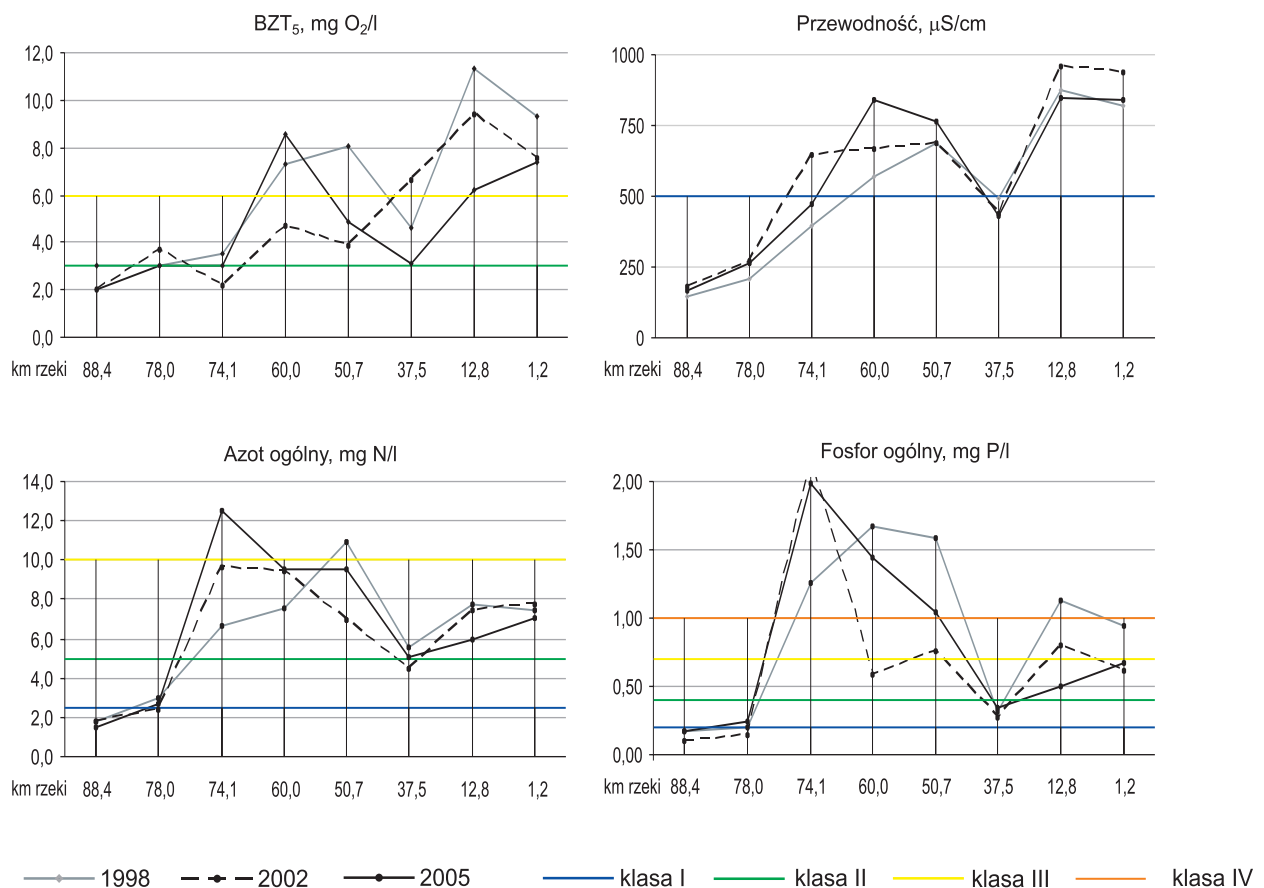 BZT₅, mg O₂/l
12,0
10,0
8,0
6,0
4,0
2,0
0,0
km rzeki 88,4 78,0 74,1 60,0 50,7 37,5 12,8 1,2
Przewodność, µS/cm
1000
750
500
250
0
km rzeki 88,4 78,0 74,1 60,0 50,7 37,5 12,8 1,2
Azot ogólny, mg N/l
14,0
12,0
10,0
8,0
6,0
4,0
2,0
0,0
km rzeki 88,4 78,0 74,1 60,0 50,7 37,5 12,8 1,2
Fosfor ogólny, mg P/l
2,00
1,50
1,00
0,50
0,00
km rzeki 88,4 78,0 74,1 60,0 50,7 37,5 12,8 1,2
1998 2002 2005 klasa I klasa II klasa III klasa IV